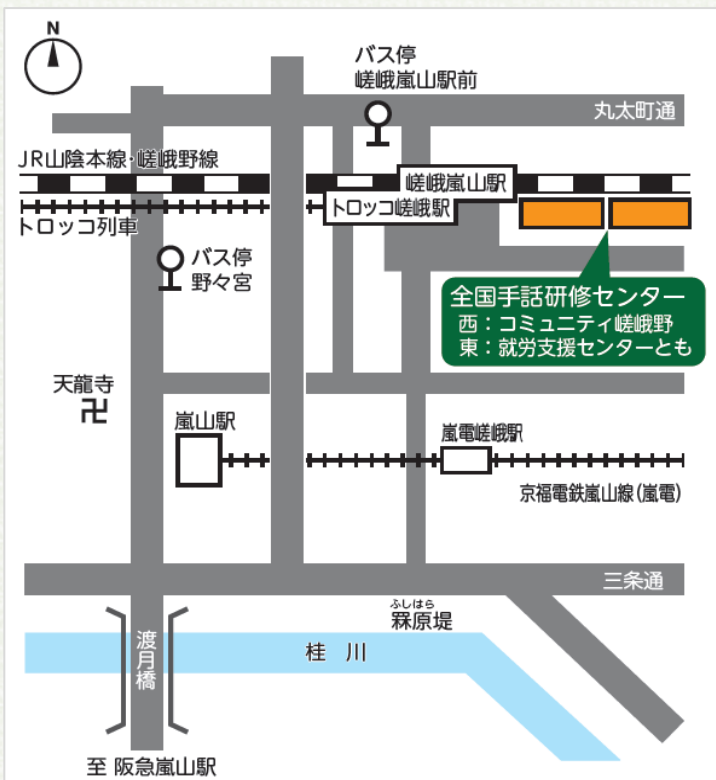 N
バス停
嵯峨嵐山駅前
丸太町通
JR山陰本線・嵯峨野線
嵯峨嵐山駅
トロッコ嵯峨駅
トロッコ列車
バス停
野々宮
全国手話研修センター
西：コミュニティ嵯峨野
東：就労支援センターとも
天龍寺
卍
嵐山駅
嵐電嵯峨駅
京福電鉄嵐山線(嵐電)
三条通
ふしはら
罧原堤
渡月橋
桂 川
至 阪急嵐山駅